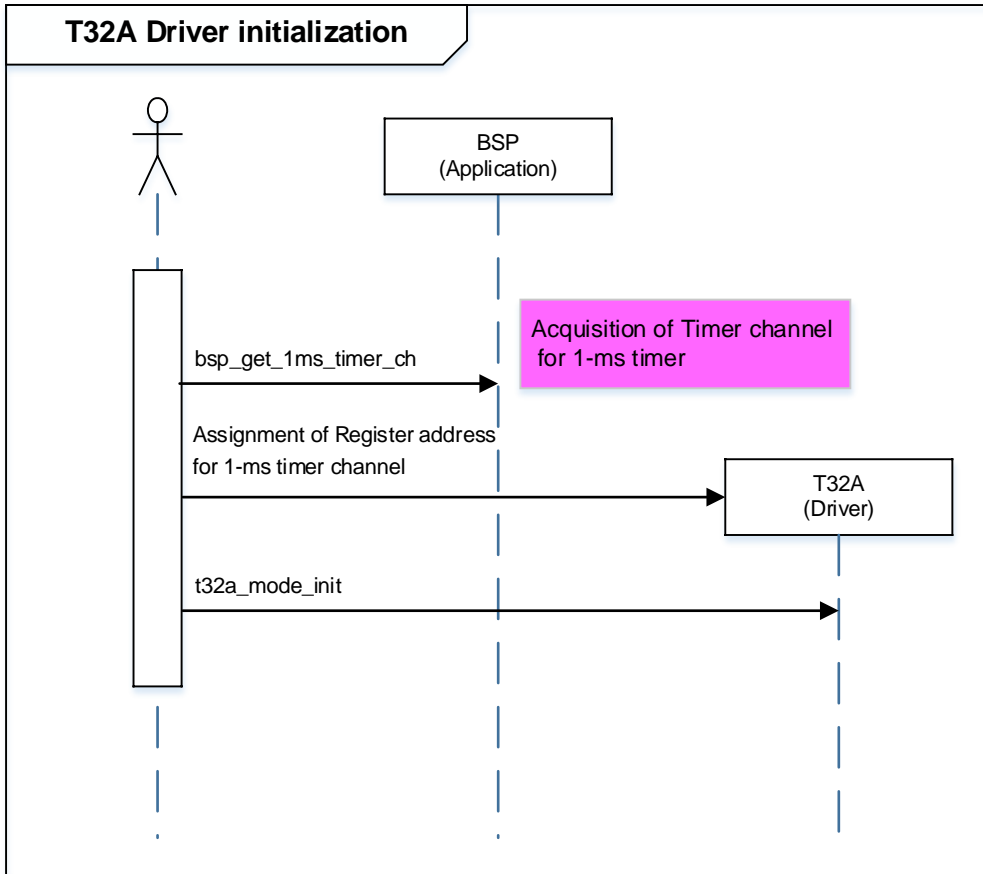 T32A Driver initialization
BSP
(Application)
Acquisition of Timer channel
for 1-ms timer
bsp_get_1ms_timer_ch
Assignment of Register address
for 1-ms timer channel
T32A
(Driver)
t32a_mode_init